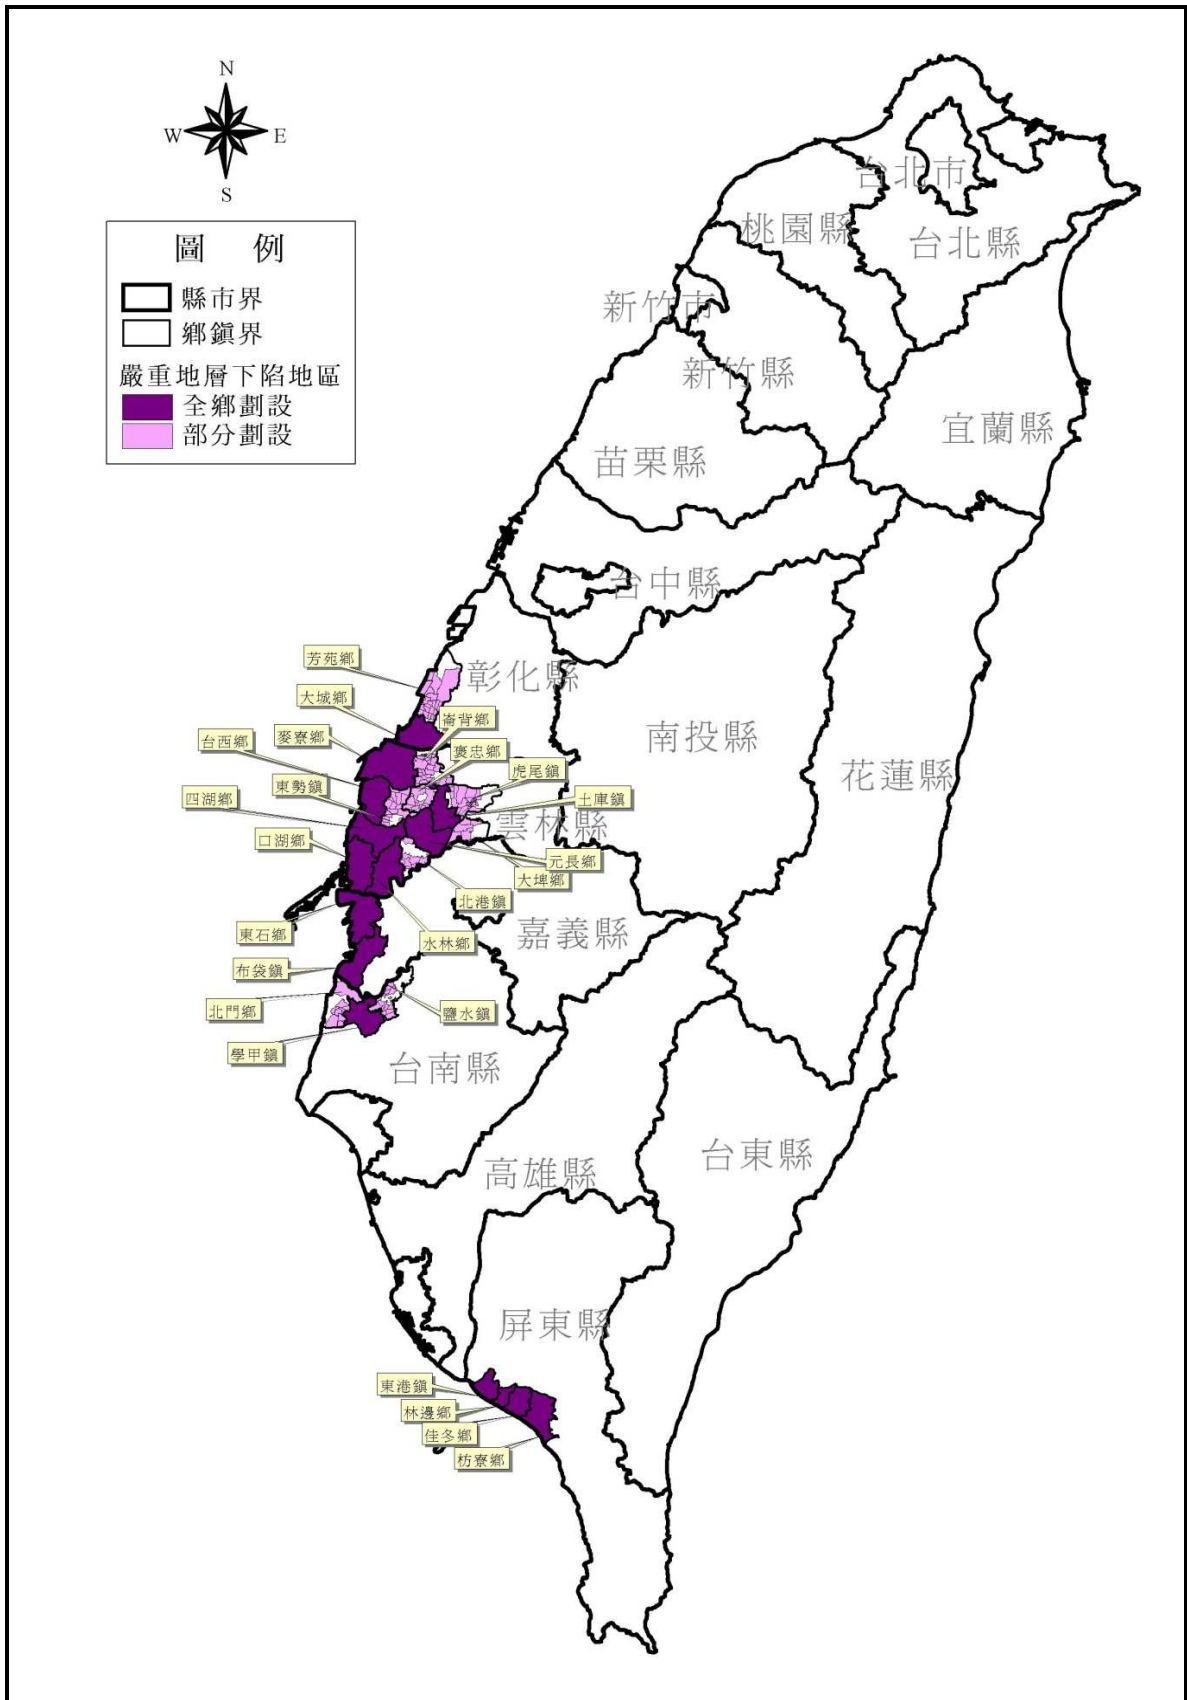 N
W
E
S
圖 例
縣市界
鄉鎮界
嚴重地層下陷地區
全鄉劃設
部分劃設
台北市
桃園縣
台北縣
新竹市
新竹縣
宜蘭縣
苗栗縣
台中縣
彰化縣
南投縣
花蓮縣
雲林縣
嘉義縣
台南縣
高雄縣
台東縣
屏東縣
芳苑鄉
大城鄉
崙背鄉
麥寮鄉
台西鄉
褒忠鄉
虎尾鎮
東勢鎮
四湖鄉
土庫鎮
口湖鄉
元長鄉
大埤鄉
北港鎮
東石鄉
水林鄉
布袋鎮
北門鄉
鹽水鎮
學甲鎮
東港鎮
林邊鄉
佳冬鄉
枋寮鄉